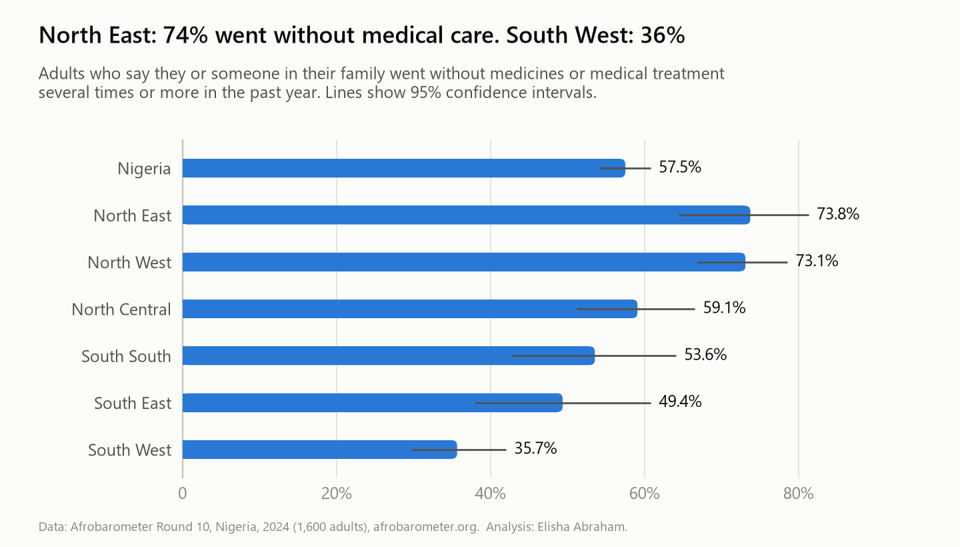 North East: 74% went without medical care. South West: 36%
Adults who say they or someone in their family went without medicines or medical treatment
several times or more in the past year. Lines show 95% confidence intervals.
Nigeria 57.5%
North East 73.8%
North West 73.1%
North Central 59.1%
South South 53.6%
South East 49.4%
South West 35.7%
0 20% 40% 60% 80%
Data: Afrobarometer Round 10, Nigeria, 2024 (1,600 adults), afrobarometer.org. Analysis: Elisha Abraham.